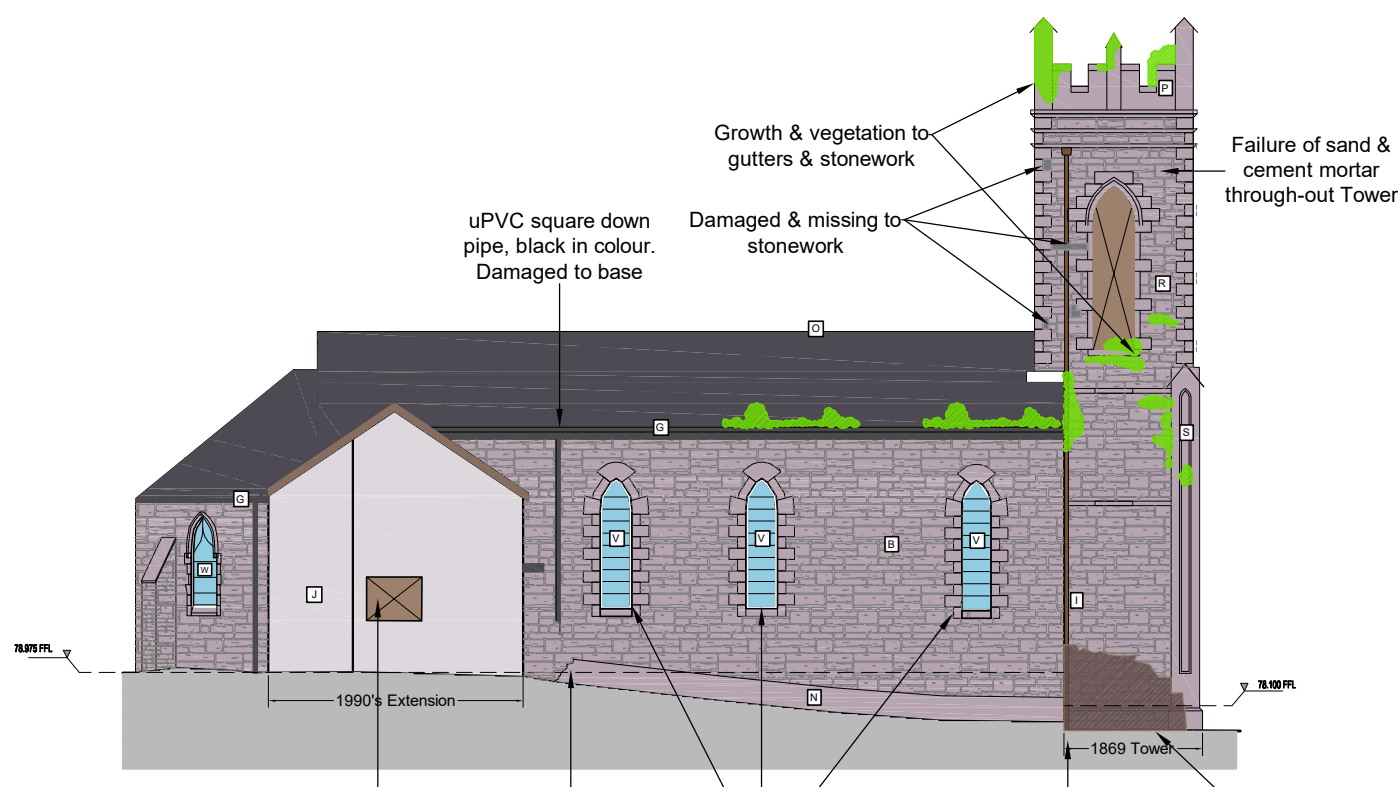 P
Growth & vegetation to
gutters & stonework
Failure of sand &
cement mortar
through-out Tower
uPVC square down
pipe, black in colour.
Damaged to base
Damaged & missing to
stonework
R
O
G
S
G
V
V
V
B
W
J
I
78.975 FFL
78.100 FFL
N
1990's Extension
1869 Tower